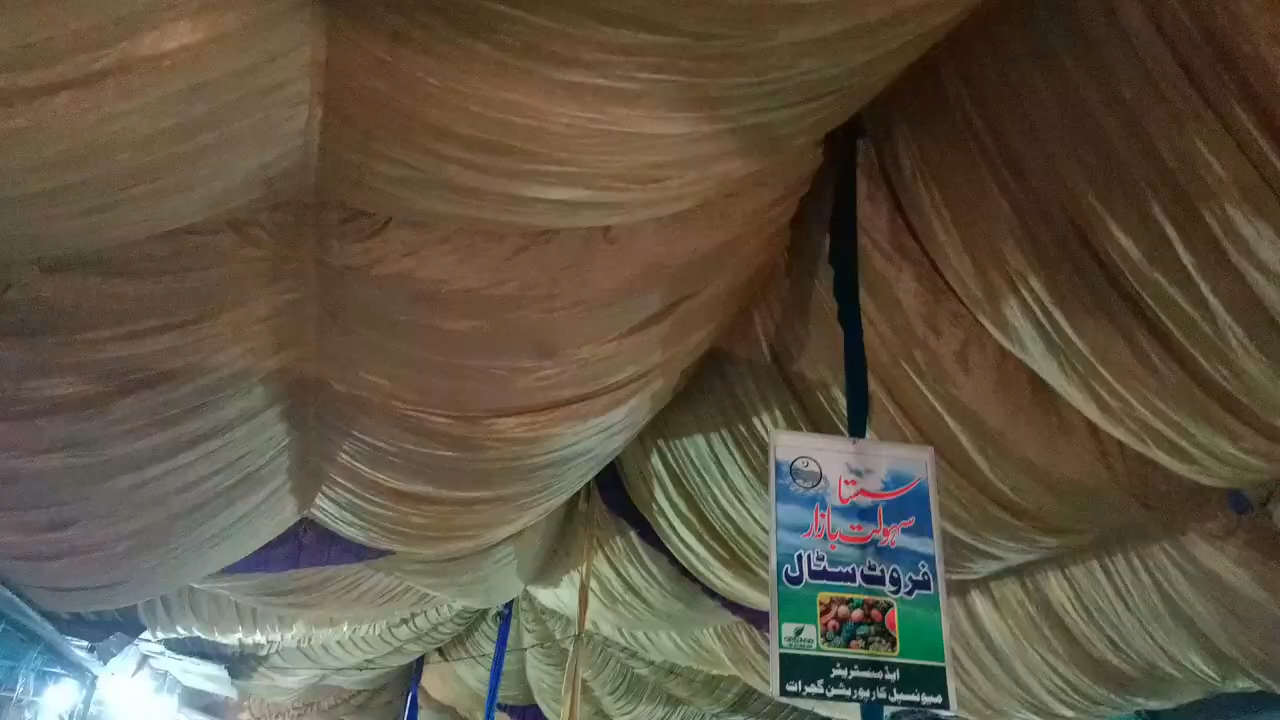 سستا
سہولت بازار
فروٹ سٹال
ایڈمنسٹریٹر
میونسپل کارپوریشن گجرات